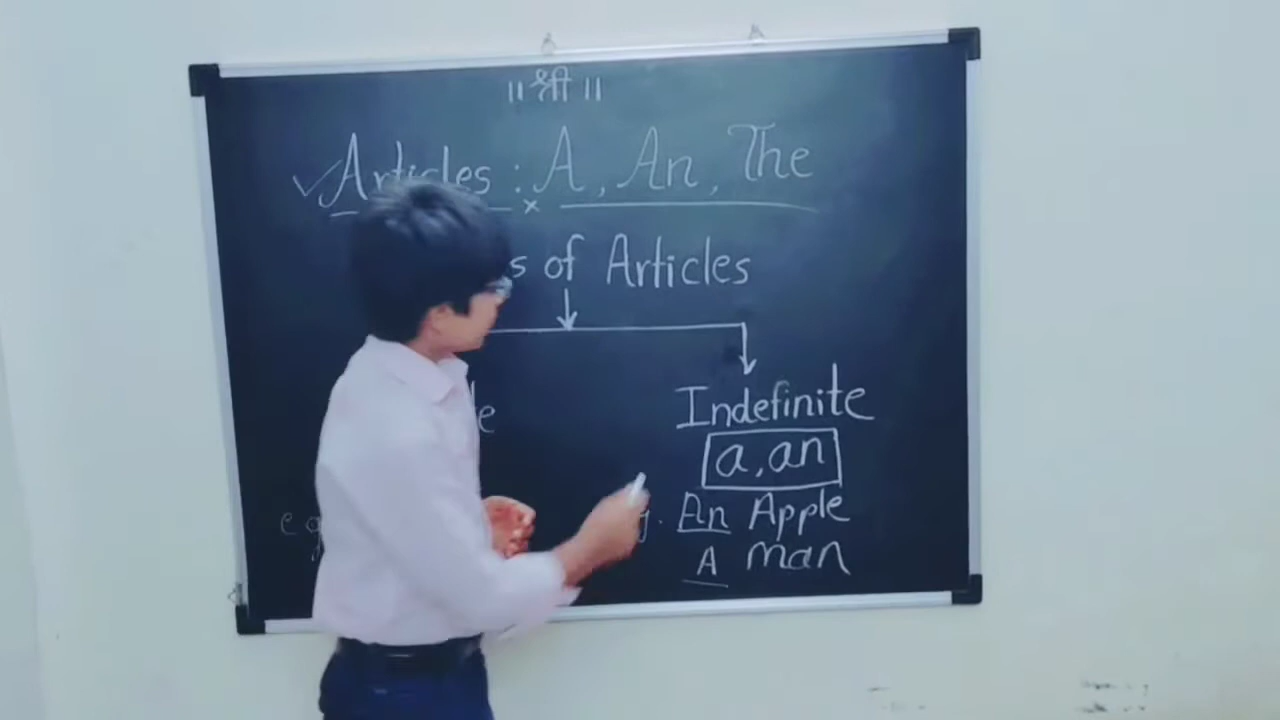 ॥ श्री ॥
Articles : A, An, The
of Articles
Indefinite
a, an
An Apple
A man